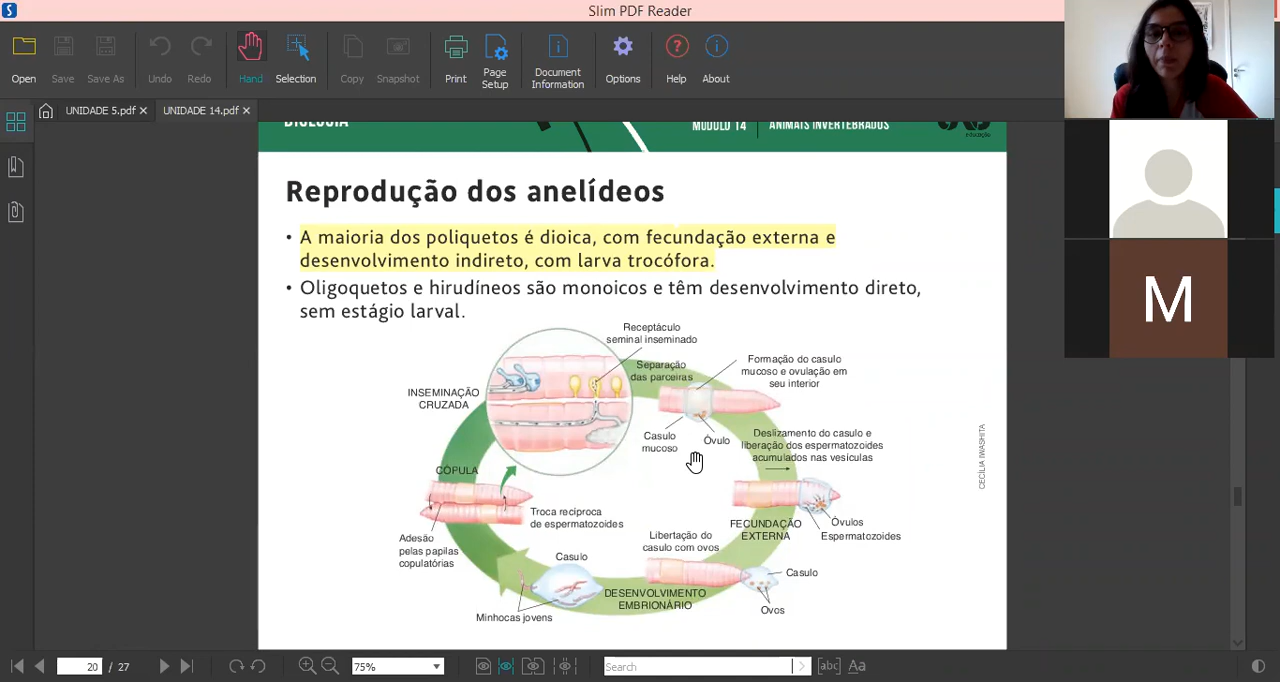 Slim PDF Reader
Open
Save
Save As
Undo
Redo
Hand
Selection
Copy
Snapshot
Print
Page
Setup
Document
Information
Options
Help
About
UNIDADE 5.pdf
UNIDADE 14.pdf
BIOLOGIA
MÓDULO 14
ANIMAIS INVERTEBRADOS
educação
Reprodução dos anelídeos
• A maioria dos poliquetos é dioica, com fecundação externa e
desenvolvimento indireto, com larva trocófora.
• Oligoquetos e hirudíneos são monoicos e têm desenvolvimento direto,
sem estágio larval.
Receptáculo
seminal inseminado
Separação
das parceiras
Formação do casulo
mucoso e ovulação em
seu interior
INSEMINAÇÃO
CRUZADA
Casulo
mucoso
Óvulo
Deslizamento do casulo e
liberação dos espermatozoides
acumulados nas vesículas
CECÍLIA IWASHITA
CÓPULA
Troca recíproca
de espermatozoides
FECUNDAÇÃO
EXTERNA
Óvulos
Espermatozoides
Adesão
pelas papilas
copulatórias
Libertação do
casulo com ovos
Casulo
Casulo
DESENVOLVIMENTO
EMBRIONÁRIO
Ovos
Minhocas jovens
M
20 / 27
75%
Search
[abc]
Aa